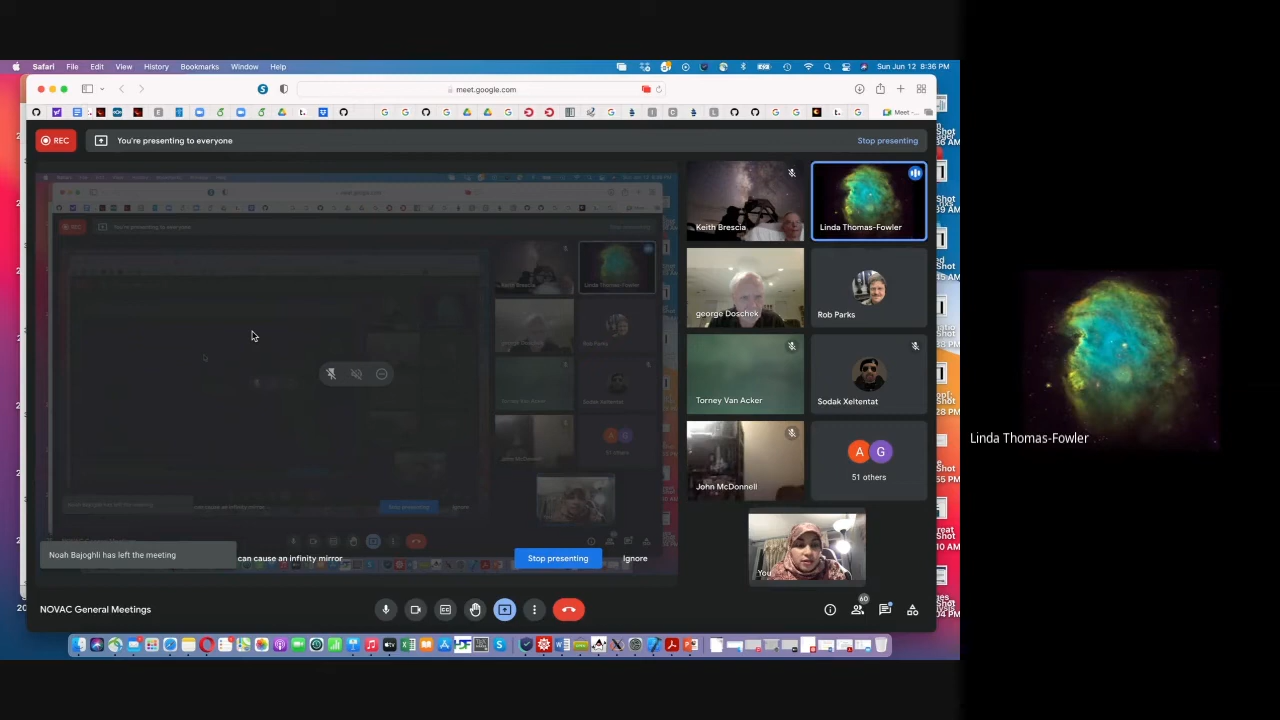 Safari File Edit View History Bookmarks Window Help
Sun Jun 12 8:36 PM
meet.google.com
Meet -...
REC
You're presenting to everyone
Stop presenting
Keith Brescia
Linda Thomas-Fowler
george Doschek
Rob Parks
Torney Van Acker
Sodak Xeltentat
John McDonnell
A G
51 others
You
Noah Bajoghli has left the meeting
can cause an infinity mirror
Stop presenting
Ignore
NOVAC General Meetings
60
Linda Thomas-Fowler